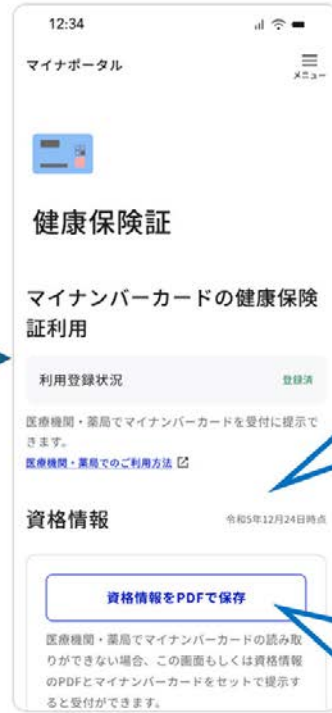 12:34
マイナポータル
メニュー
健康保険証
マイナンバーカードの健康保険
証利用
利用登録状況 登録済
医療機関・薬局でマイナンバーカードを受付に提示で
きます。
医療機関・薬局でのご利用方法
資格情報 令和5年12月24日時点
資格情報をPDFで保存
医療機関・薬局でマイナンバーカードの読み取
りができない場合、この画面もしくは資格情報
のPDFとマイナンバーカードをセットで提示す
ると受付ができます。